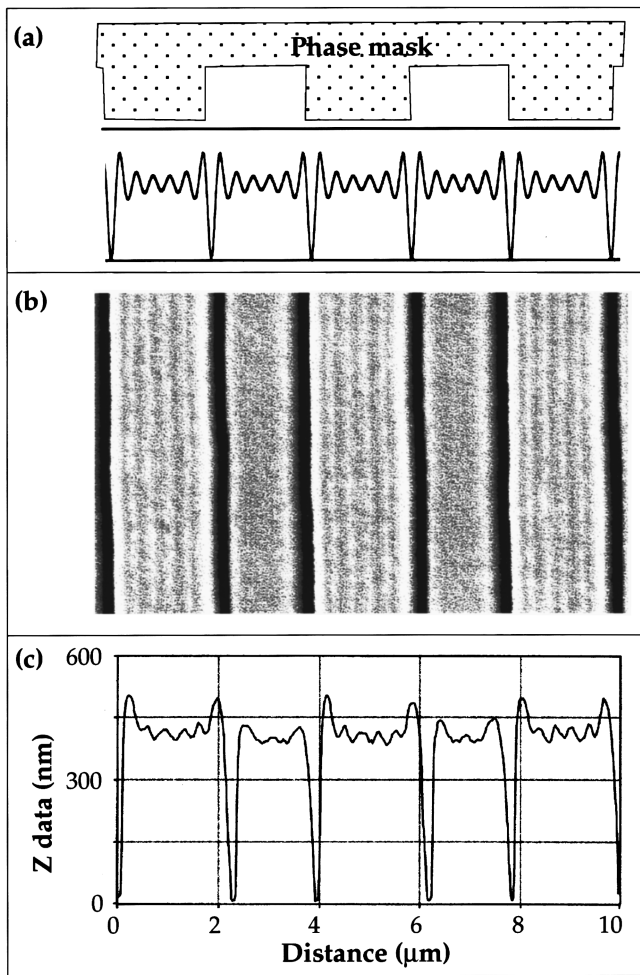 (a)
Phase mask
(b)
(c)
600
300
0
Z data (nm)
0 2 4 6 8 10
Distance (μm)